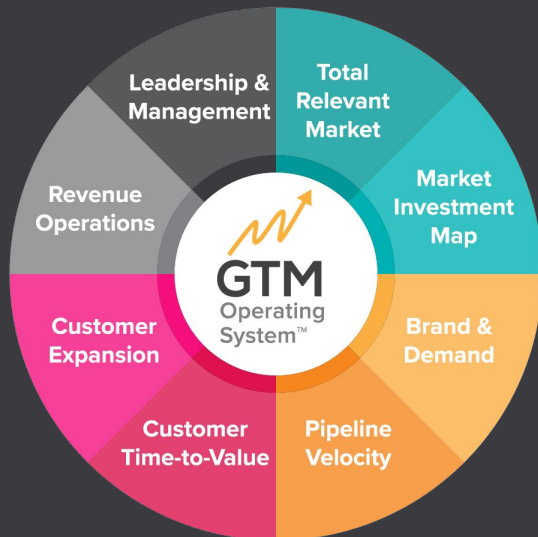 Leadership &
Management
Total
Relevant
Market
Market
Investment
Map
Brand &
Demand
Pipeline
Velocity
Customer
Time-to-Value
Customer
Expansion
Revenue
Operations
GTM
Operating
System™